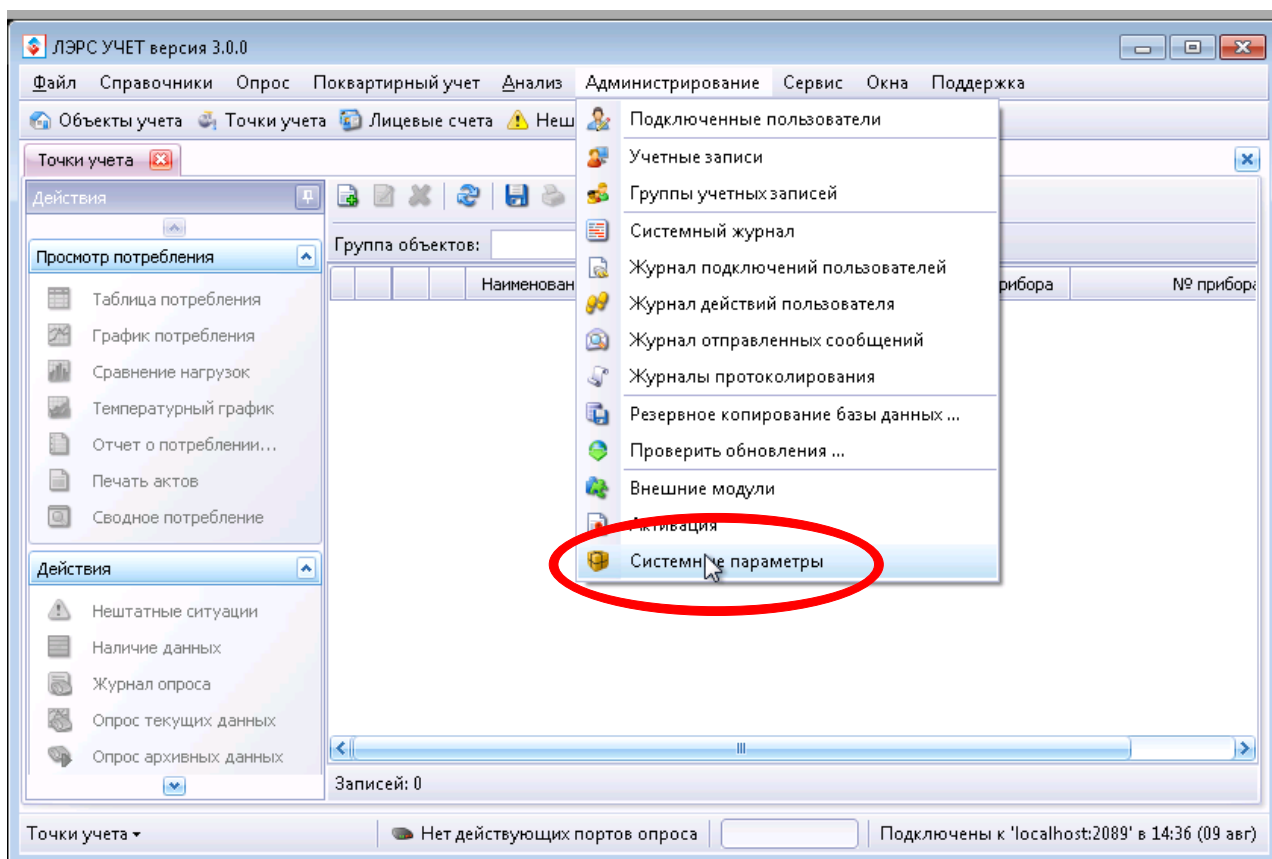 ЛЭРС УЧЕТ версия 3.0.0
Файл Справочники Опрос Поквартирный учет Анализ Администрирование Сервис Окна Поддержка
Объекты учета Точки учета Лицевые счета Неш
Точки учета
Действия
Группа объектов:
Наименован рибора № прибора
Просмотр потребления
Таблица потребления
График потребления
Сравнение нагрузок
Температурный график
Отчет о потреблении...
Печать актов
Сводное потребление
Действия
Нештатные ситуации
Наличие данных
Журнал опроса
Опрос текущих данных
Опрос архивных данных
Подключенные пользователи
Учетные записи
Группы учетных записей
Системный журнал
Журнал подключений пользователей
Журнал действий пользователя
Журнал отправленных сообщений
Журналы протоколирования
Резервное копирование базы данных ...
Проверить обновления ...
Внешние модули
Активация
Системные параметры
Записей: 0
Точки учета Нет действующих портов опроса Подключены к 'localhost:2089' в 14:36 (09 авг)